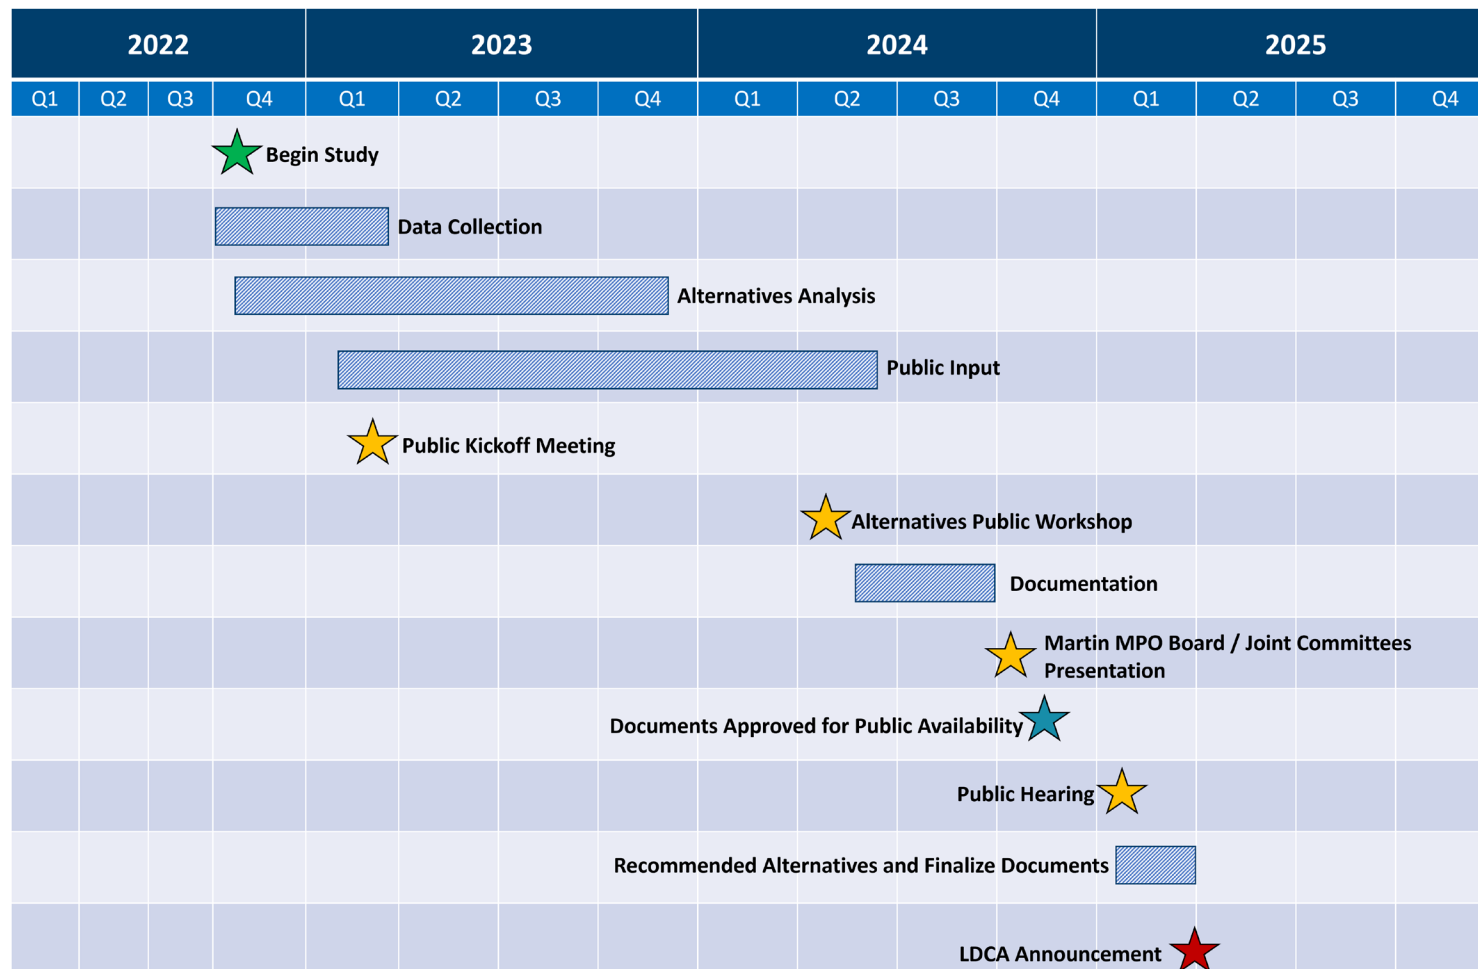 2022 2023 2024 2025
Q1 Q2 Q3 Q4 Q1 Q2 Q3 Q4 Q1 Q2 Q3 Q4 Q1 Q2 Q3 Q4
Begin Study
Data Collection
Alternatives Analysis
Public Input
Public Kickoff Meeting
Alternatives Public Workshop
Documentation
Martin MPO Board / Joint Committees
Presentation
Documents Approved for Public Availability
Public Hearing
Recommended Alternatives and Finalize Documents
LDCA Announcement